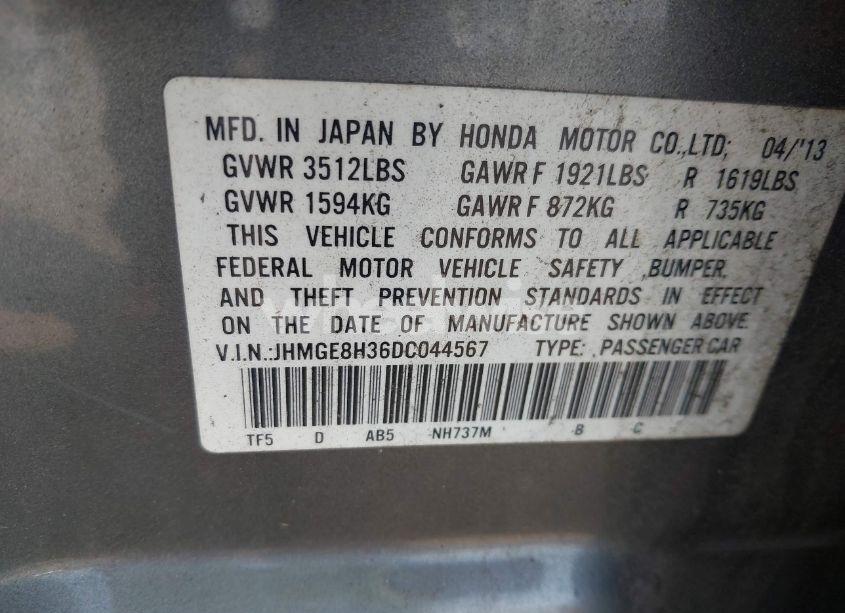 MFD. IN JAPAN BY HONDA MOTOR CO.,LTD; 04/'13
GVWR 3512LBS GAWR F 1921LBS R 1619LBS
GVWR 1594KG GAWR F 872KG R 735KG
THIS VEHICLE CONFORMS TO ALL APPLICABLE
FEDERAL MOTOR VEHICLE SAFETY ,BUMPER,
AND THEFT PREVENTION STANDARDS IN EFFECT
ON THE DATE OF MANUFACTURE SHOWN ABOVE.
V.I.N.:JHMGE8H36DC044567 TYPE: PASSENGER CAR
TF5 D AB5 NH737M B C